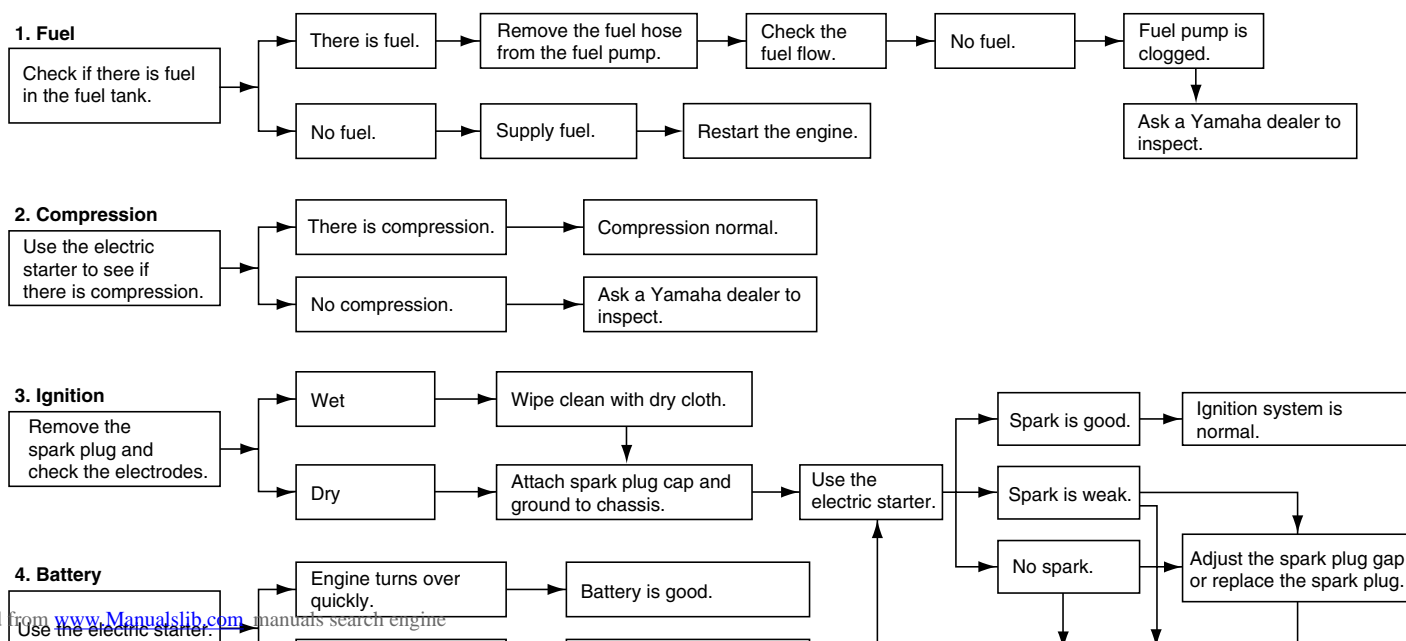 1. Fuel
Check if there is fuel
in the fuel tank.
There is fuel.
Remove the fuel hose
from the fuel pump.
Check the
fuel flow.
No fuel.
Fuel pump is
clogged.
Ask a Yamaha dealer to
inspect.
No fuel.
Supply fuel.
Restart the engine.
2. Compression
Use the electric
starter to see if
there is compression.
There is compression.
Compression normal.
No compression.
Ask a Yamaha dealer to
inspect.
3. Ignition
Remove the
spark plug and
check the electrodes.
Wet
Wipe clean with dry cloth.
Dry
Attach spark plug cap and
ground to chassis.
Use the
electric starter.
Spark is good.
Ignition system is
normal.
Spark is weak.
No spark.
Adjust the spark plug gap
or replace the spark plug.
4. Battery
Use the electric starter.
Engine turns over
quickly.
Battery is good.
from www.Manualslib.com manuals search engine